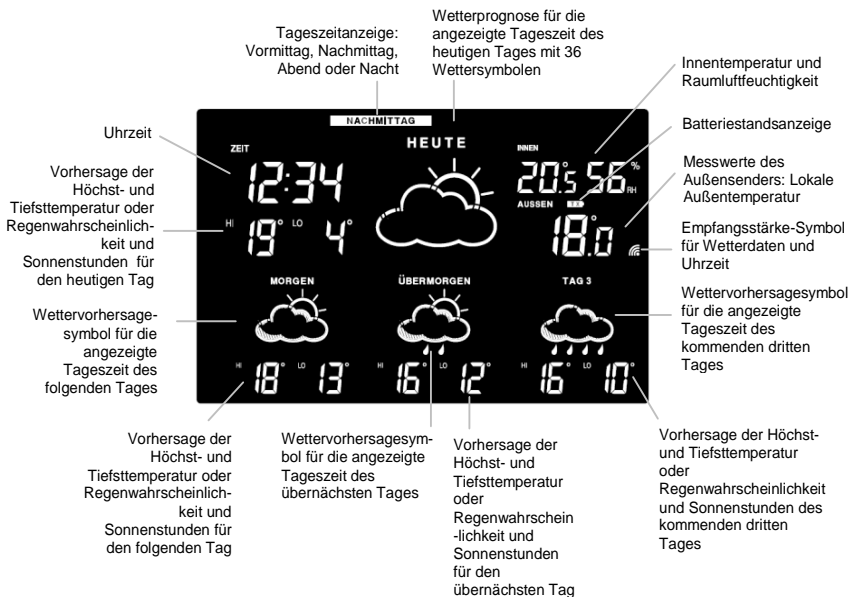 Tageszeitanzeige:
Vormittag, Nachmittag,
Abend oder Nacht
Wetterprognose für die
angezeigte Tageszeit des
heutigen Tages mit 36
Wettersymbolen
Innentemperatur und
Raumluftfeuchtigkeit
Batteriestandsanzeige
Messwerte des
Außensenders: Lokale
Außentemperatur
Empfangsstärke-Symbol
für Wetterdaten und
Uhrzeit
Wettervorhersagesymbol
für die angezeigte
Tageszeit des
kommenden dritten
Tages
Uhrzeit
Vorhersage der
Höchst- und
Tiefsttemperatur oder
Regenwahrscheinlich-
keit und
Sonnenstunden für
den heutigen Tag
Wettervorhersage-
symbol für die
angezeigte
Tageszeit des
folgenden Tages
NACHMITTAG
ZEIT
HEUTE
INNEN
12:34
20.5° 56 %
RH
AUSSEN TX
HI 19° LO 4°
18.0°
MORGEN
ÜBERMORGEN
TAG 3
HI 18° LO 13°
HI 16° LO 12°
HI 16° LO 10°
Vorhersage der
Höchst- und
Tiefsttemperatur oder
Regenwahrscheinlich-
keit und
Sonnenstunden für
den folgenden Tag
Wettervorhersagesym-
bol für die angezeigte
Tageszeit des
übernächsten Tages
Vorhersage der
Höchst- und
Tiefsttemperatur
oder
Regenwahrschein
-lichkeit und
Sonnenstunden
für den
übernächsten Tag
Vorhersage der Höchst-
und Tiefsttemperatur
oder
Regenwahrscheinlichkeit
und Sonnenstunden des
kommenden dritten
Tages